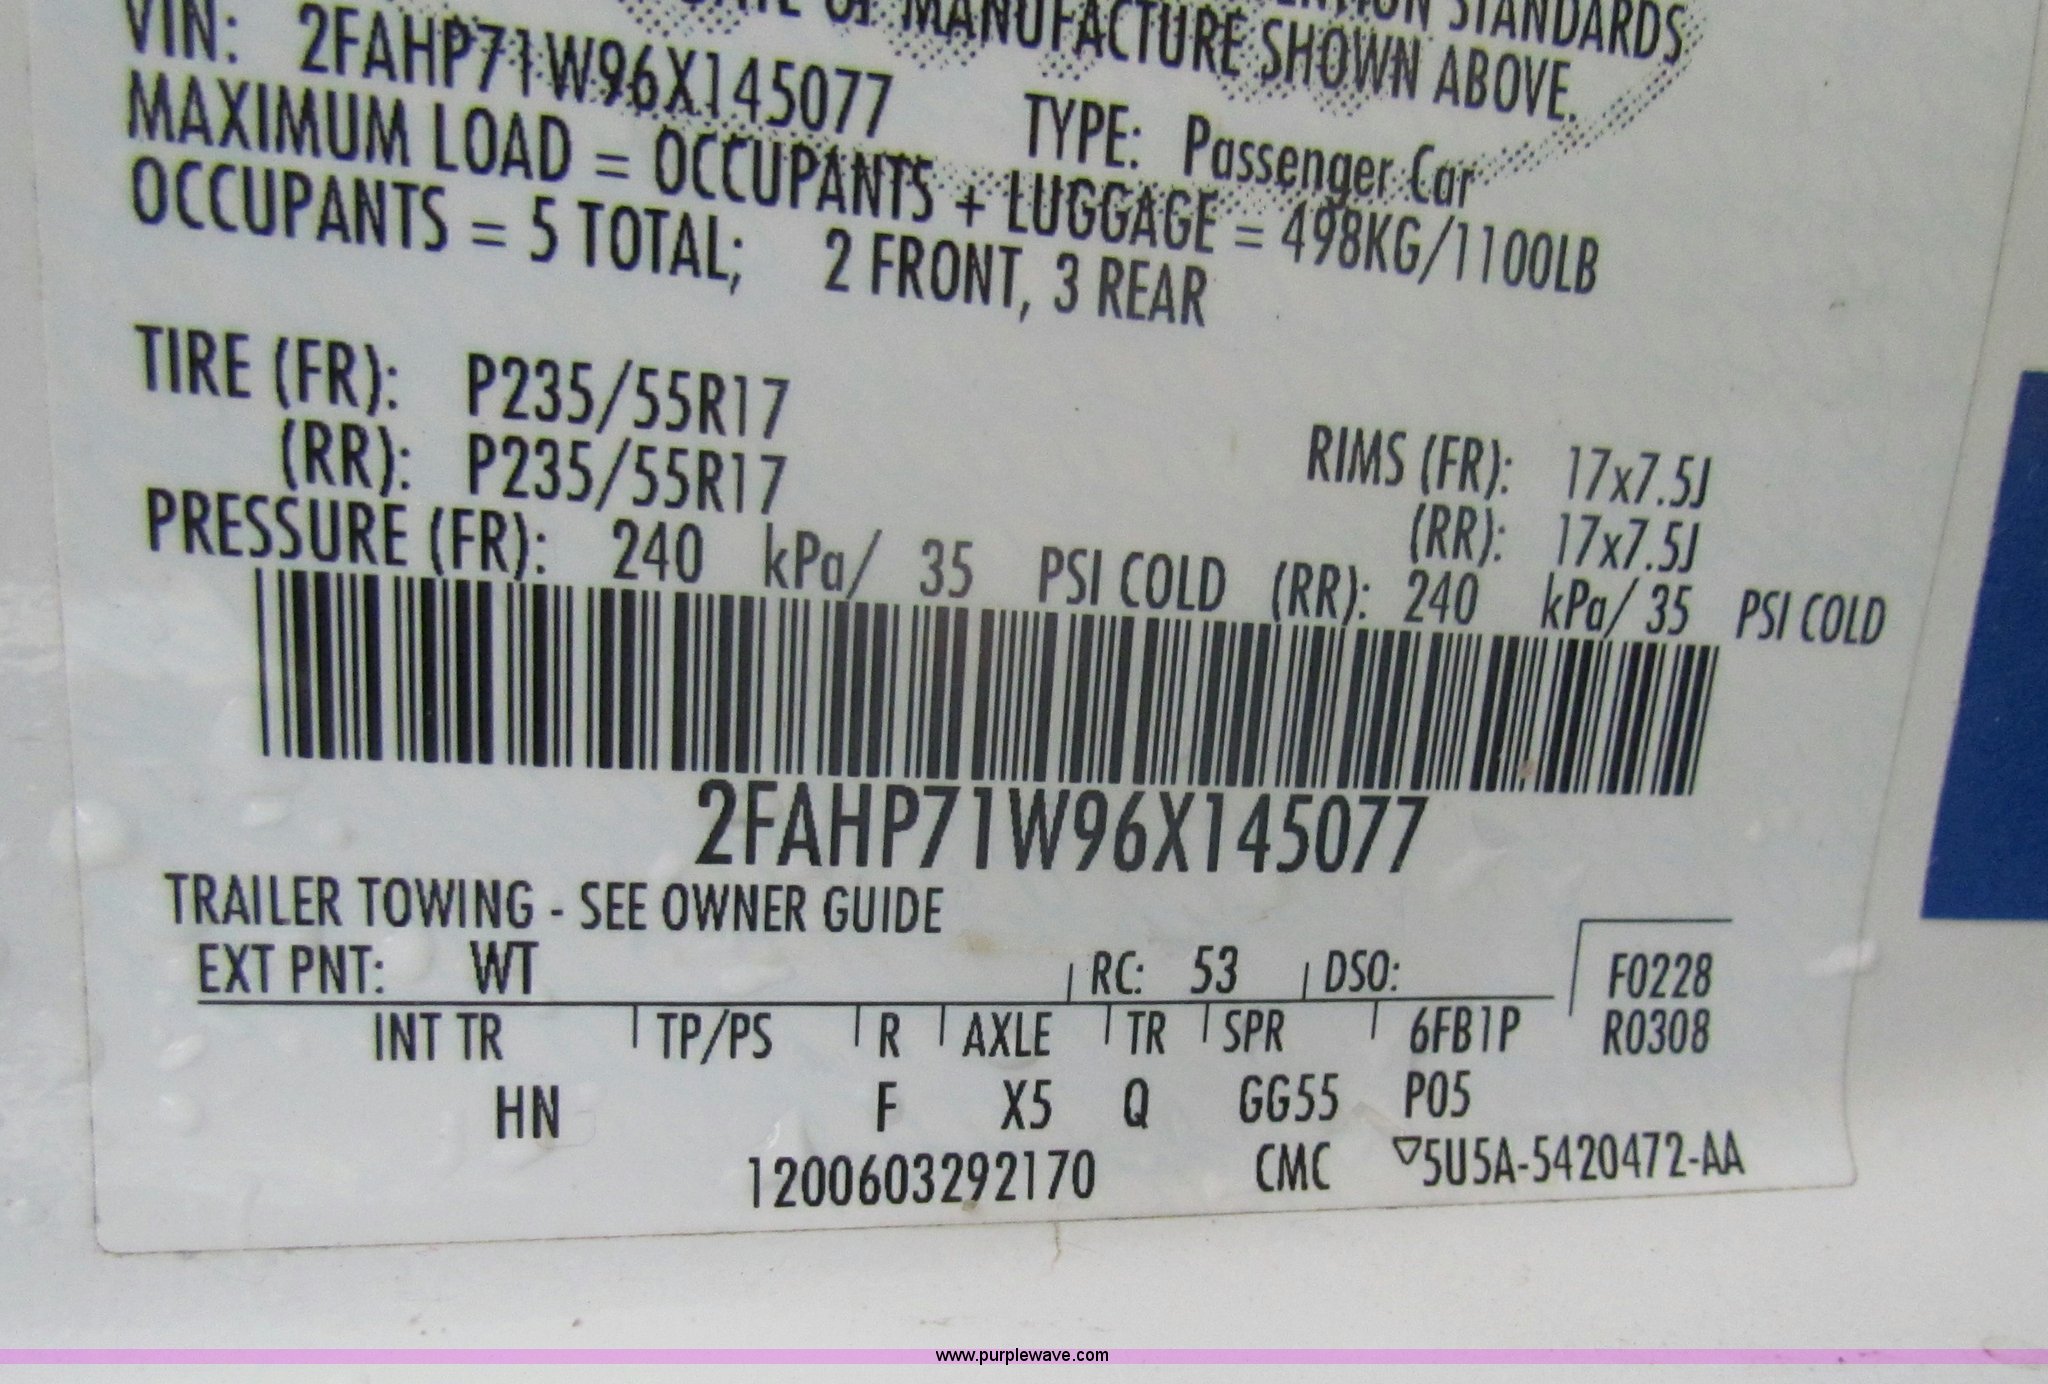 OF MANUFACTURE SHOWN ABOVE.
STANDARDS
VIN: 2FAHP71W96X145077
TYPE: Passenger Car
MAXIMUM LOAD = OCCUPANTS + LUGGAGE = 498KG/1100LB
OCCUPANTS = 5 TOTAL; 2 FRONT, 3 REAR
TIRE (FR): P235/55R17 RIMS (FR): 17x7.5J
(RR): P235/55R17 (RR): 17x7.5J
PRESSURE (FR): 240 kPa/ 35 PSI COLD (RR): 240 kPa/ 35 PSI COLD
2FAHP71W96X145077
TRAILER TOWING - SEE OWNER GUIDE
EXT PNT: WT RC: 53 DSO: F0228
INT TR TP/PS R AXLE TR SPR 6FB1P R0308
HN F X5 Q GG55 P05
1200603292170 CMC ▽5U5A-5420472-AA
www.purplewave.com